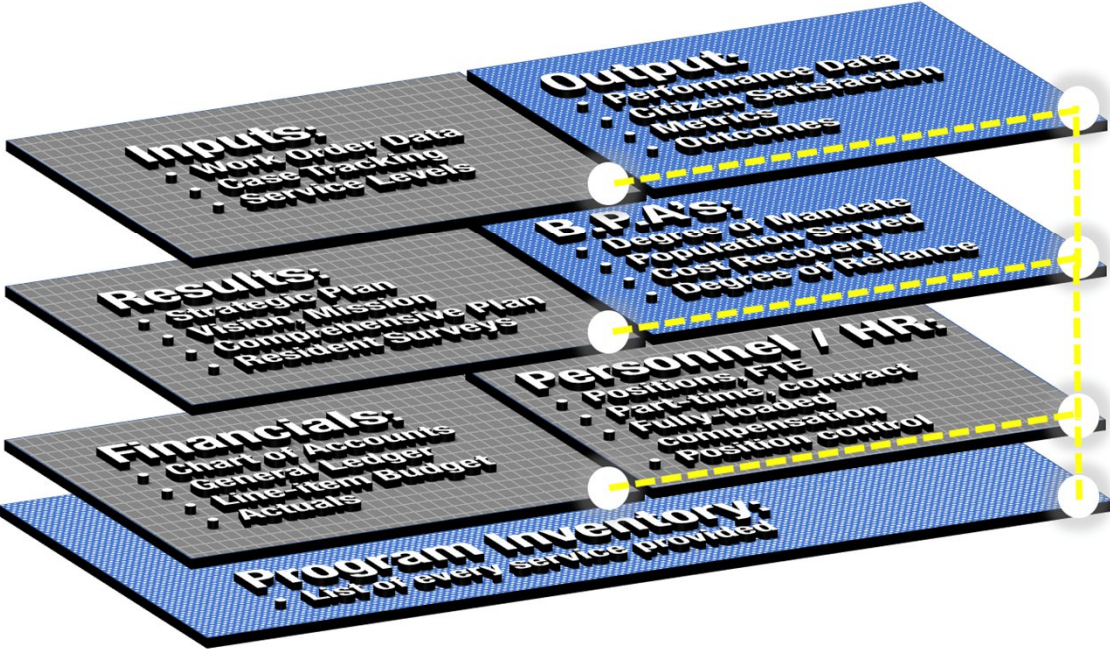 Output:
• Performance Data
• Citizen Satisfaction
• Metrics
• Outcomes
Inputs:
• Work Order Data
• Case Tracking
• Service Levels
B.P.A's:
• Degree of Mandate
• Population Served
• Cost Recovery
• Degree of Reliance
Results:
• Strategic Plan
• Vision, Mission
• Comprehensive Plan
• Resident Surveys
Personnel / HR:
• Positions, FTE
• Part-time, contract
• Fully-loaded
compensation
• Position control
Financials:
• Chart of Accounts
• General Ledger
• Line-item Budget
• Actuals
Program Inventory:
• List of every service provided